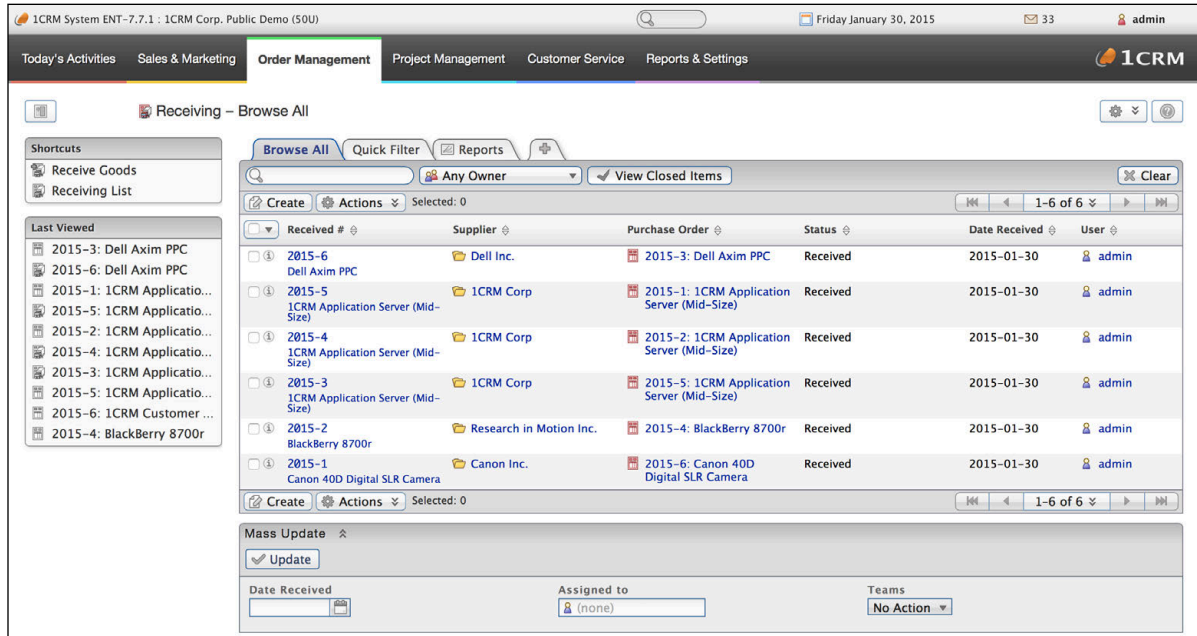 1CRM System ENT-7.7.1 : 1CRM Corp. Public Demo (50U)
Friday January 30, 2015
33
admin
Today's Activities
Sales & Marketing
Order Management
Project Management
Customer Service
Reports & Settings
1CRM
Receiving – Browse All
Shortcuts
Receive Goods
Receiving List
Last Viewed
2015-3: Dell Axim PPC
2015-6: Dell Axim PPC
2015-1: 1CRM Applicatio...
2015-5: 1CRM Applicatio...
2015-2: 1CRM Applicatio...
2015-4: 1CRM Applicatio...
2015-3: 1CRM Applicatio...
2015-5: 1CRM Applicatio...
2015-6: 1CRM Customer ...
2015-4: BlackBerry 8700r
Browse All
Quick Filter
Reports
Any Owner
View Closed Items
Clear
Create
Actions
Selected: 0
1-6 of 6
Received #
Supplier
Purchase Order
Status
Date Received
User
2015-6
Dell Axim PPC
Dell Inc.
2015-3: Dell Axim PPC
Received
2015-01-30
admin
2015-5
1CRM Application Server (Mid-
Size)
1CRM Corp
2015-1: 1CRM Application
Server (Mid-Size)
Received
2015-01-30
admin
2015-4
1CRM Application Server (Mid-
Size)
1CRM Corp
2015-2: 1CRM Application
Server (Mid-Size)
Received
2015-01-30
admin
2015-3
1CRM Application Server (Mid-
Size)
1CRM Corp
2015-5: 1CRM Application
Server (Mid-Size)
Received
2015-01-30
admin
2015-2
BlackBerry 8700r
Research in Motion Inc.
2015-4: BlackBerry 8700r
Received
2015-01-30
admin
2015-1
Canon 40D Digital SLR Camera
Canon Inc.
2015-6: Canon 40D
Digital SLR Camera
Received
2015-01-30
admin
Create
Actions
Selected: 0
1-6 of 6
Mass Update
Update
Date Received
Assigned to
(none)
Teams
No Action